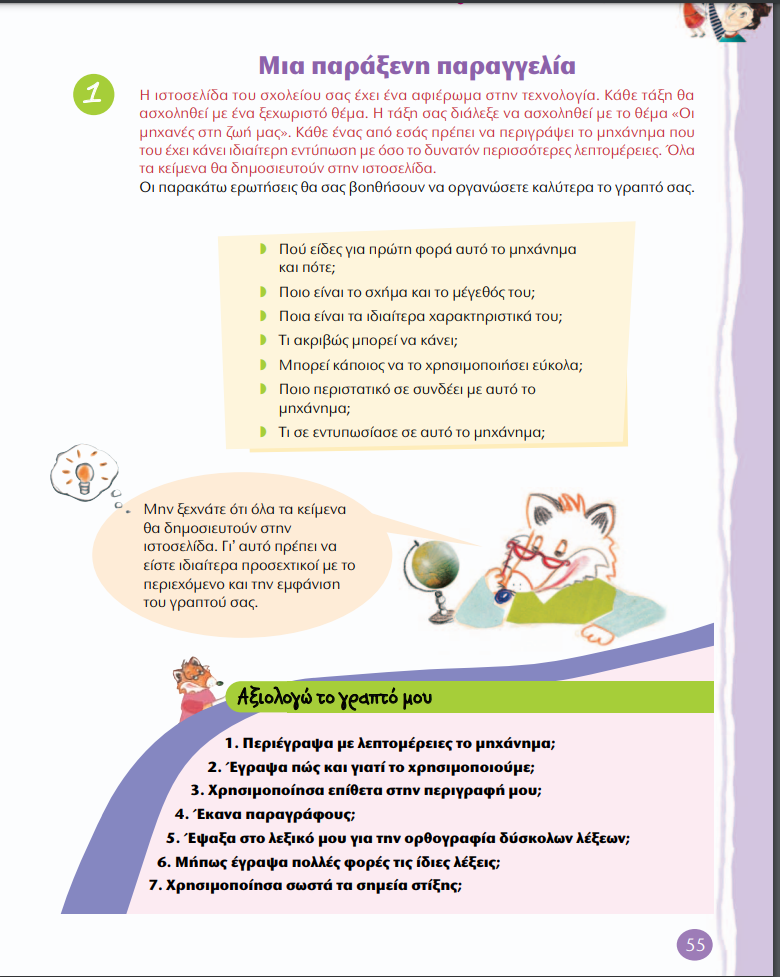 Μια παράξενη παραγγελία
1
Η ιστοσελίδα του σχολείου σας έχει ένα αφιέρωμα στην τεχνολογία. Κάθε τάξη θα
ασχοληθεί με ένα ξεχωριστό θέμα. Η τάξη σας διάλεξε να ασχοληθεί με το θέμα «Οι
μηχανές στη ζωή μας». Κάθε ένας από εσάς πρέπει να περιγράψει το μηχάνημα που
του έχει κάνει ιδιαίτερη εντύπωση με όσο το δυνατόν περισσότερες λεπτομέρειες. Όλα
τα κείμενα θα δημοσιευτούν στην ιστοσελίδα.
Οι παρακάτω ερωτήσεις θα σας βοηθήσουν να οργανώσετε καλύτερα το γραπτό σας.
Πού είδες για πρώτη φορά αυτό το μηχάνημα
και πότε;
Ποιο είναι το σχήμα και το μέγεθός του;
Ποια είναι τα ιδιαίτερα χαρακτηριστικά του;
Τι ακριβώς μπορεί να κάνει;
Μπορεί κάποιος να το χρησιμοποιήσει εύκολα;
Ποιο περιστατικό σε συνδέει με αυτό το
μηχάνημα;
Τι σε εντυπωσίασε σε αυτό το μηχάνημα;
Μην ξεχνάτε ότι όλα τα κείμενα
θα δημοσιευτούν στην
ιστοσελίδα. Γι' αυτό πρέπει να
είστε ιδιαίτερα προσεχτικοί με το
περιεχόμενο και την εμφάνιση
του γραπτού σας.
Αξιολογώ το γραπτό μου
1. Περιέγραψα με λεπτομέρειες το μηχάνημα;
2. Έγραψα πώς και γιατί το χρησιμοποιούμε;
3. Χρησιμοποίησα επίθετα στην περιγραφή μου;
4. Έκανα παραγράφους;
5. Έψαξα στο λεξικό μου για την ορθογραφία δύσκολων λέξεων;
6. Μήπως έγραψα πολλές φορές τις ίδιες λέξεις;
7. Χρησιμοποίησα σωστά τα σημεία στίξης;
55